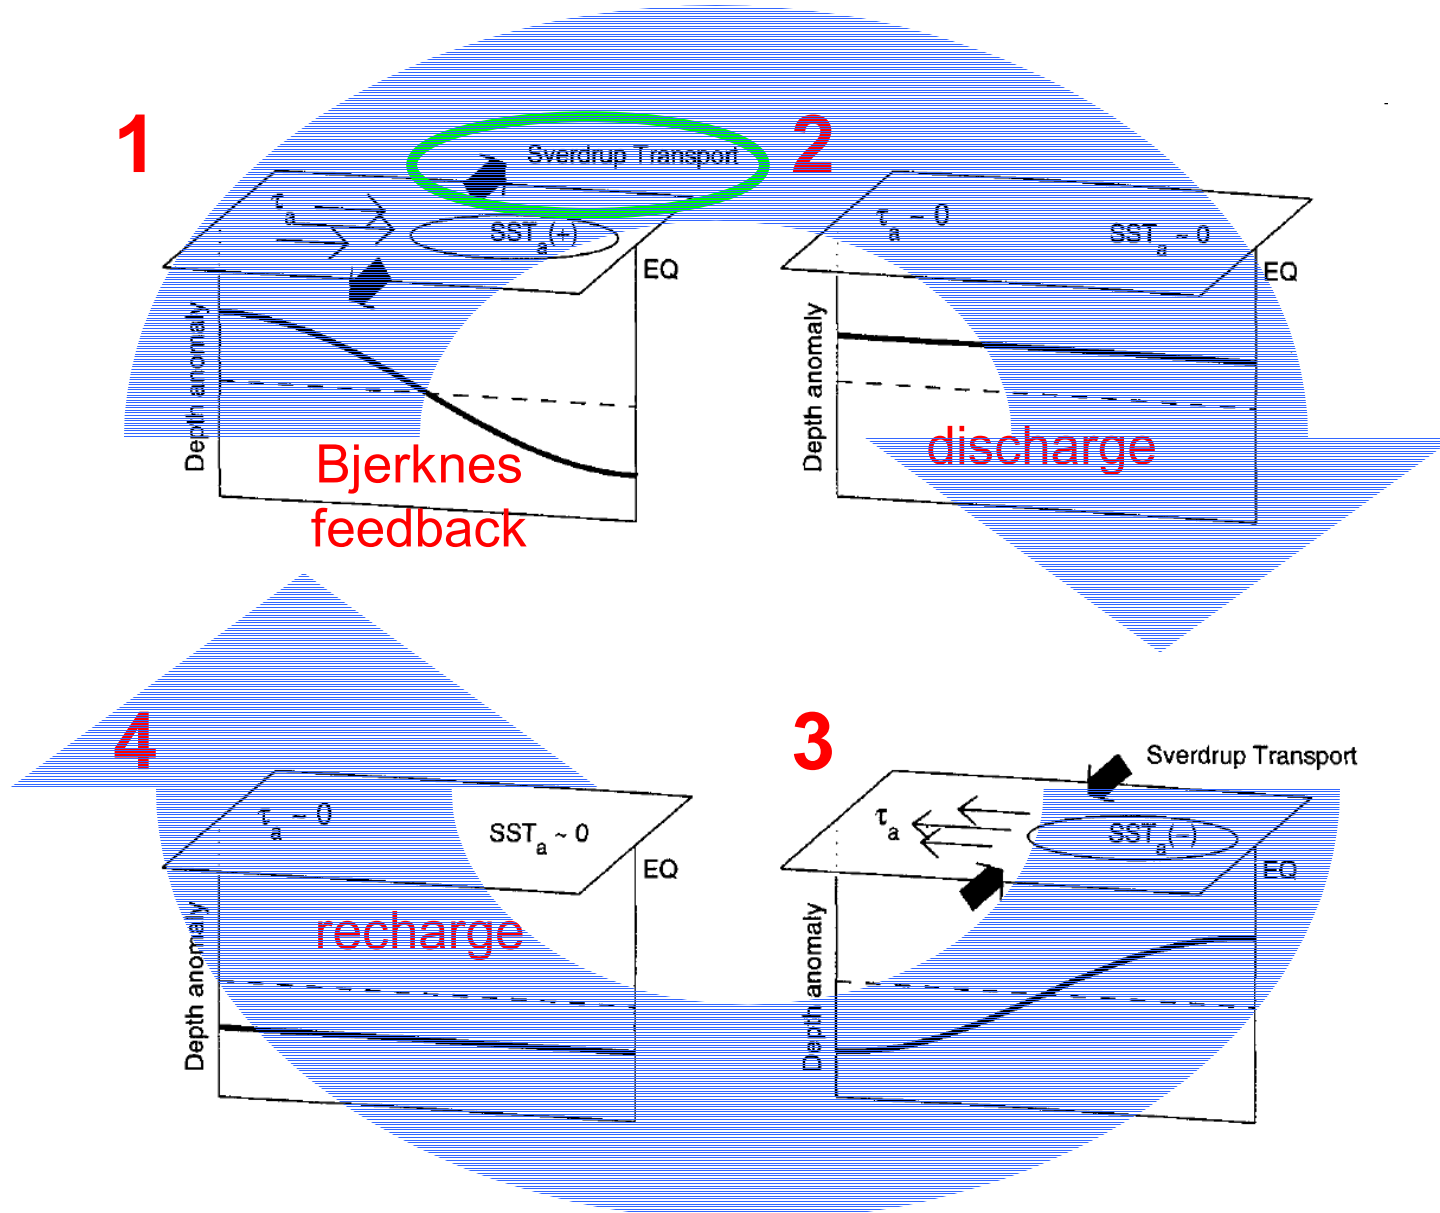 1
Sverdrup Transport
τa
SSTa(+)
EQ
Depth anomaly
Bjerknes
feedback
2
τa ~ 0
SSTa ~ 0
EQ
Depth anomaly
discharge
4
τa ~ 0
SSTa ~ 0
EQ
Depth anomaly
recharge
3
Sverdrup Transport
τa
SSTa(−)
EQ
Depth anomaly